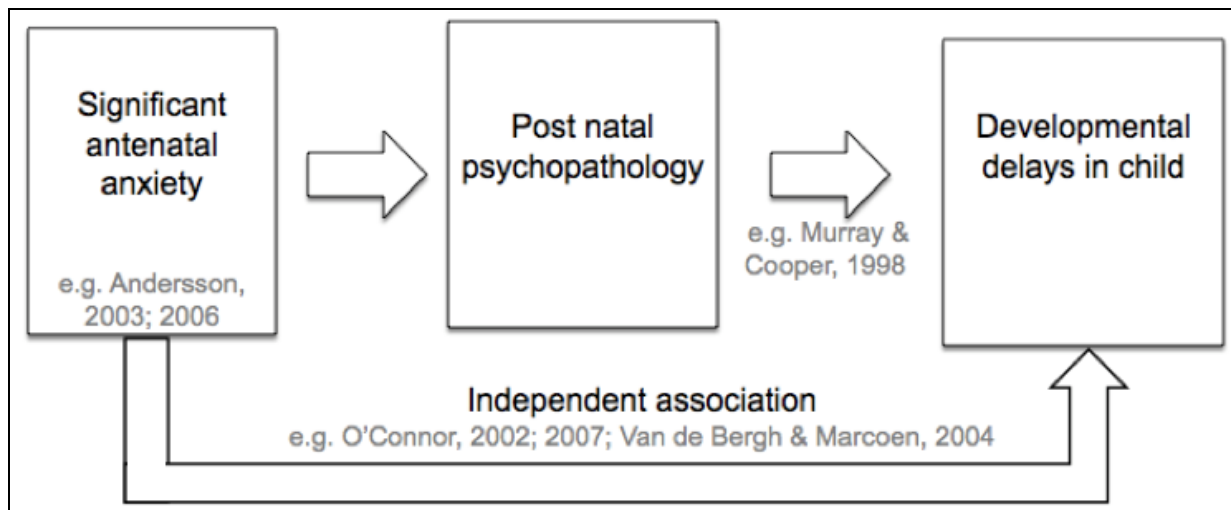 Significant
antenatal
anxiety
e.g. Andersson,
2003; 2006
Post natal
psychopathology
e.g. Murray &
Cooper, 1998
Developmental
delays in child
Independent association
e.g. O'Connor, 2002; 2007; Van de Bergh & Marcoen, 2004